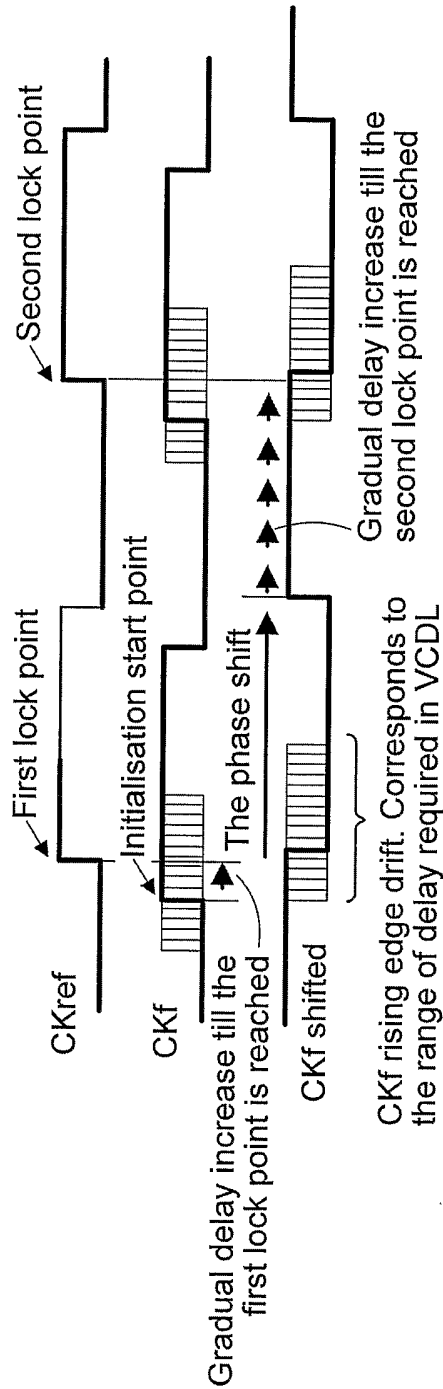 First lock point
Second lock point
CKref
Initialisation start point
CKf
Gradual delay increase till the
first lock point is reached
The phase shift
CKf shifted
Gradual delay increase till the
second lock point is reached
CKf rising edge drift. Corresponds to
the range of delay required in VCDL